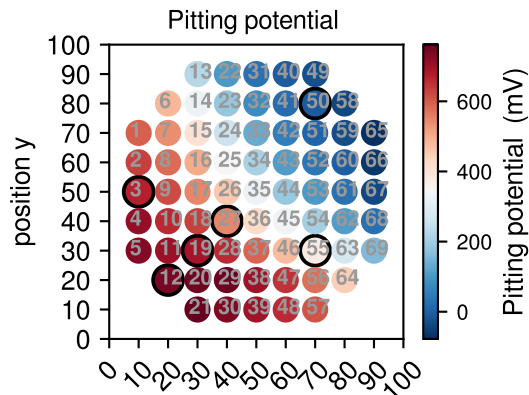 Pitting potential
100
90 13 22 31 40 49
80 6 14 23 32 41 50 58
70 1 7 15 24 33 42 51 59 65
60 2 8 16 25 34 43 52 60 66
50 3 9 17 26 35 44 53 61 67
40 4 10 18 27 36 45 54 62 68
30 5 11 19 28 37 46 55 63 69
20 12 20 29 38 47 56 64
10 21 30 39 48 57
0
position y
0 10 20 30 40 50 60 70 80 90 100
600
400
200
0
Pitting potential (mV)